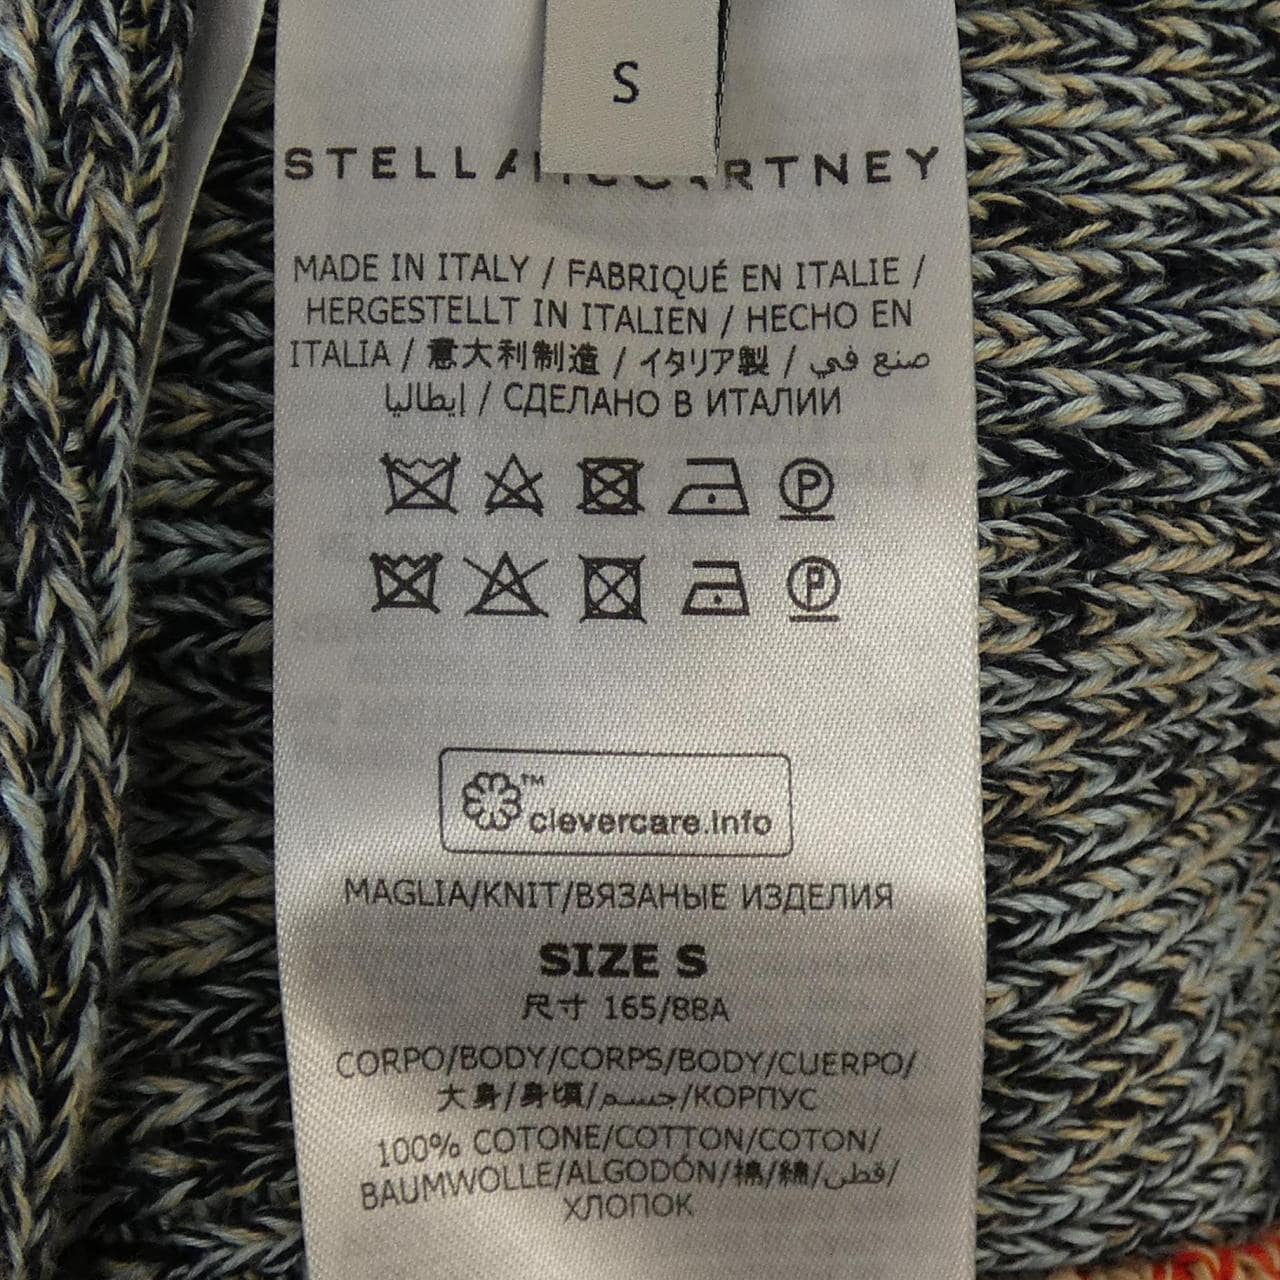 S
STELLA McCARTNEY
MADE IN ITALY / FABRIQUÉ EN ITALIE /
HERGESTELLT IN ITALIEN / HECHO EN
ITALIA / 意大利制造 / イタリア製 / صنع في
إيطاليا / СДЕЛАНО В ИТАЛИИ
P
P
™
clevercare.info
MAGLIA/KNIT/ВЯЗАНЫЕ ИЗДЕЛИЯ
SIZE S
尺寸 165/88A
CORPO/BODY/CORPS/BODY/CUERPO/
大身/身頃/جسم/КОРПУС
100% COTONE/COTTON/COTON/
BAUMWOLLE/ALGODÓN/棉/綿/قطن/
ХЛОПОК